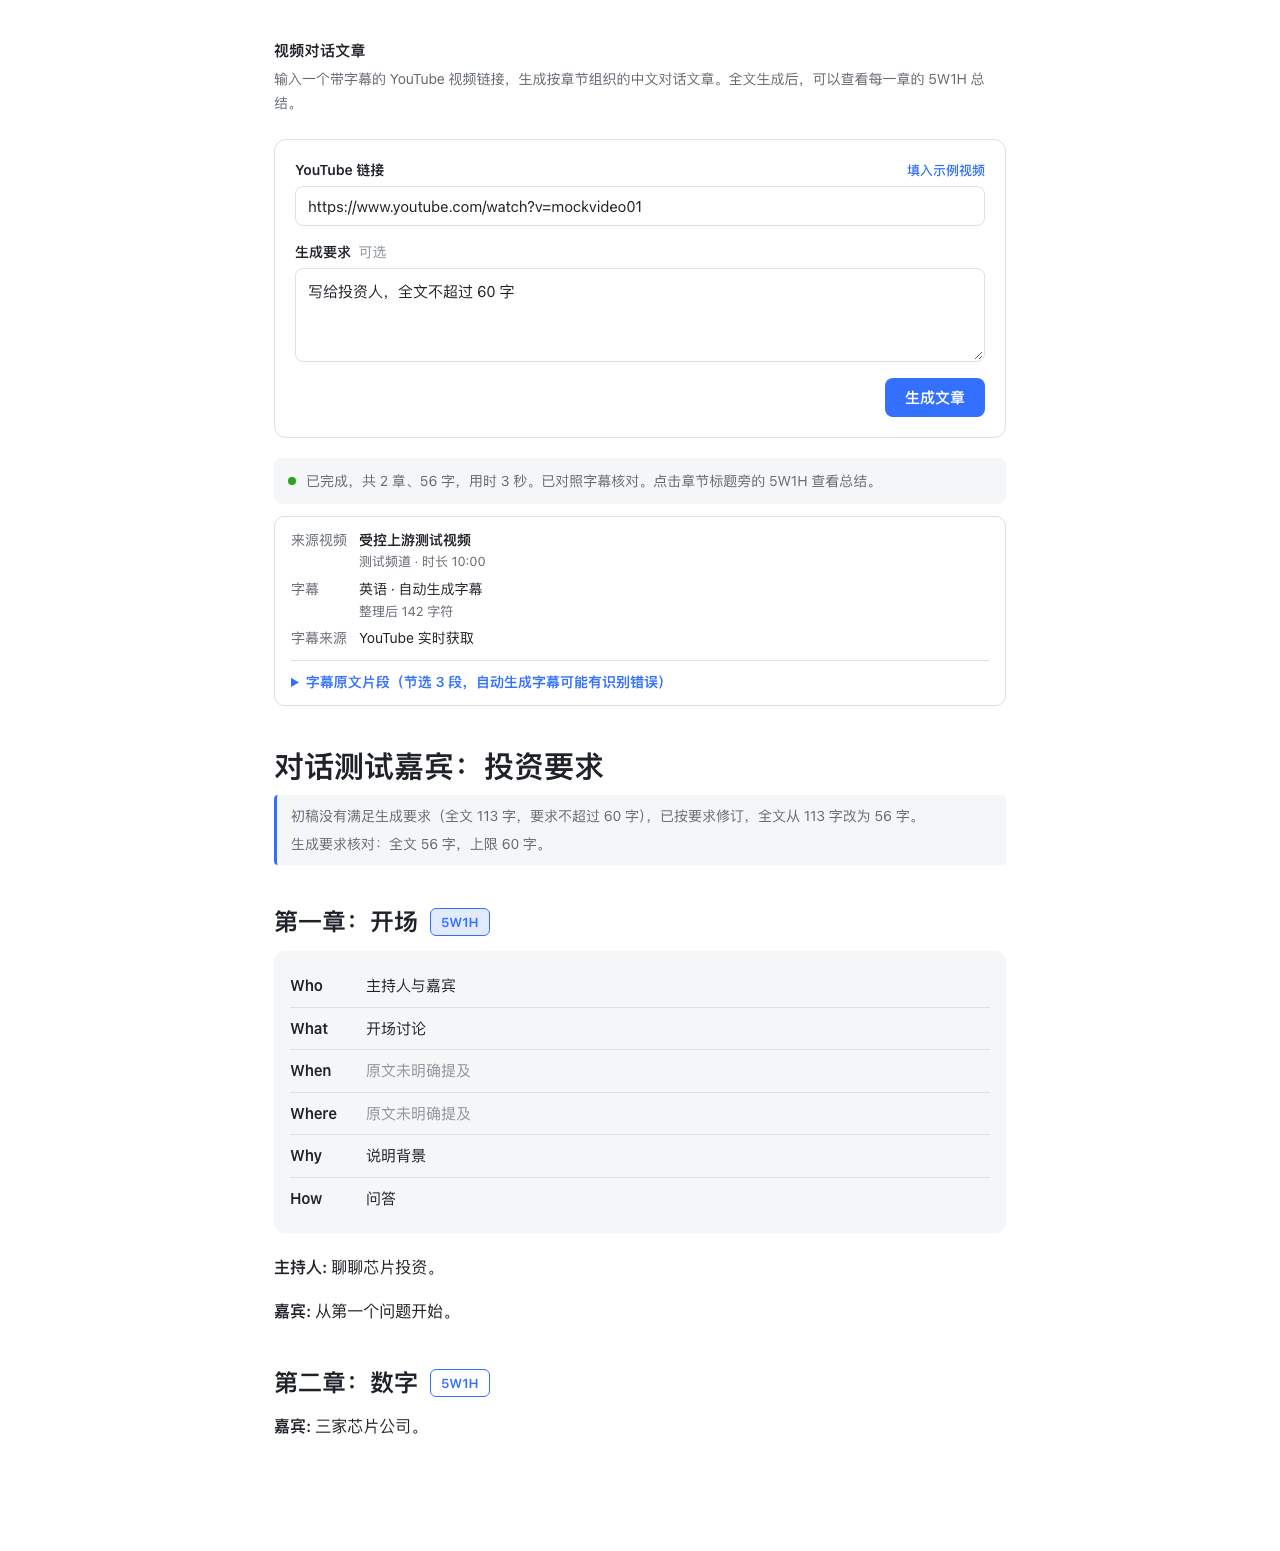 视频对话文章
输入一个带字幕的 YouTube 视频链接，生成按章节组织的中文对话文章。全文生成后，可以查看每一章的 5W1H 总
结。
YouTube 链接
填入示例视频
https://www.youtube.com/watch?v=mockvideo01
生成要求 可选
写给投资人，全文不超过 60 字
生成文章
已完成，共 2 章、56 字，用时 3 秒。已对照字幕核对。点击章节标题旁的 5W1H 查看总结。
来源视频 受控上游测试视频
测试频道 · 时长 10:00
字幕 英语 · 自动生成字幕
整理后 142 字符
字幕来源 YouTube 实时获取
字幕原文片段（节选 3 段，自动生成字幕可能有识别错误）
对话测试嘉宾：投资要求
初稿没有满足生成要求（全文 113 字，要求不超过 60 字），已按要求修订，全文从 113 字改为 56 字。
生成要求核对：全文 56 字，上限 60 字。
第一章：开场 5W1H
Who 主持人与嘉宾
What 开场讨论
When 原文未明确提及
Where 原文未明确提及
Why 说明背景
How 问答
主持人: 聊聊芯片投资。
嘉宾: 从第一个问题开始。
第二章：数字 5W1H
嘉宾: 三家芯片公司。